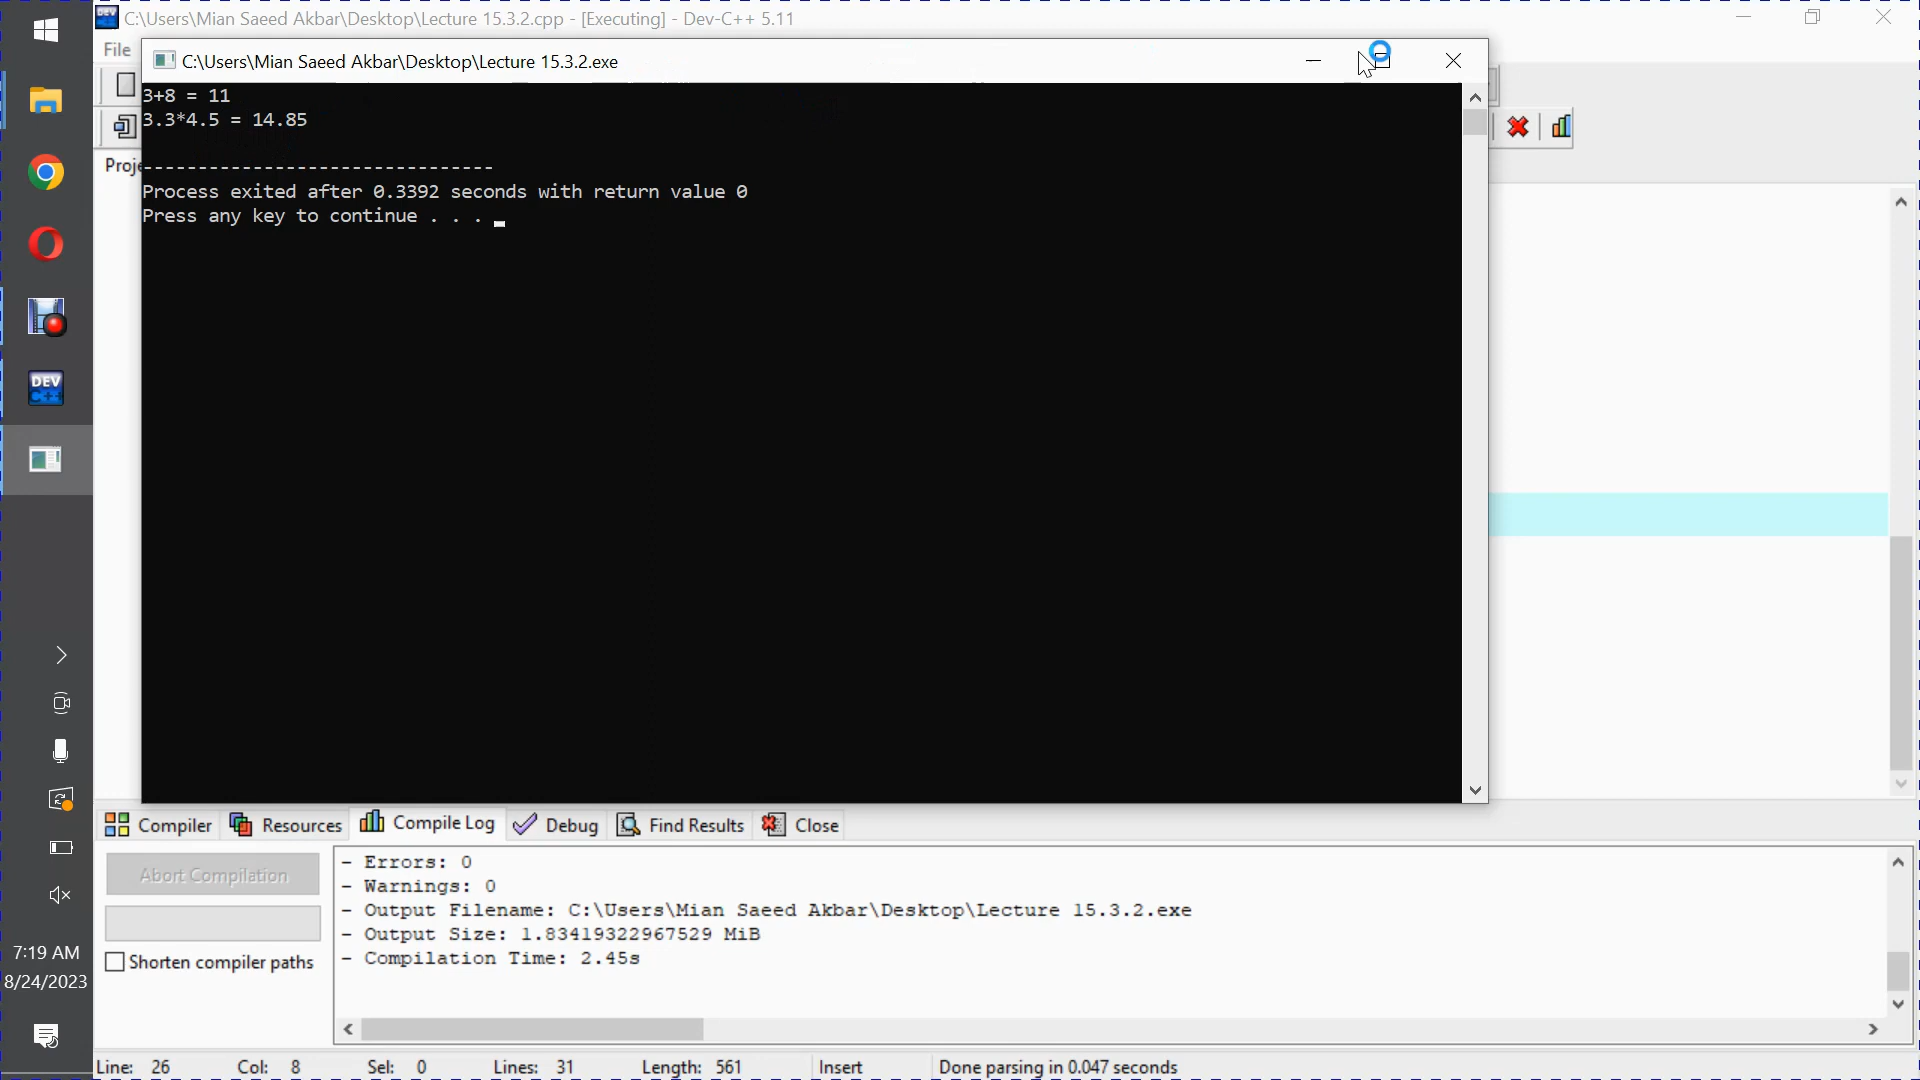 C:\Users\Mian Saeed Akbar\Desktop\Lecture 15.3.2.cpp - [Executing] - Dev-C++ 5.11
File
C:\Users\Mian Saeed Akbar\Desktop\Lecture 15.3.2.exe
3+8 = 11
3.3*4.5 = 14.85
Proje
--------------------------------
Process exited after 0.3392 seconds with return value 0
Press any key to continue . . .
DEV
C++
Compiler Resources Compile Log Debug Find Results Close
Abort Compilation
Shorten compiler paths
- Errors: 0
- Warnings: 0
- Output Filename: C:\Users\Mian Saeed Akbar\Desktop\Lecture 15.3.2.exe
- Output Size: 1.83419322967529 MiB
- Compilation Time: 2.45s
7:19 AM
8/24/2023
Line: 26 Col: 8 Sel: 0 Lines: 31 Length: 561 Insert Done parsing in 0.047 seconds